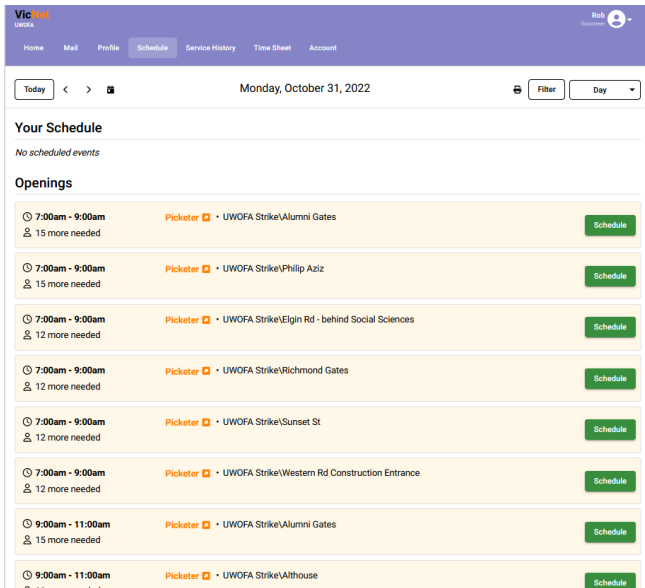 VicNet
UWOFA
Rob
Volunteer
Home Mail Profile Schedule Service History Time Sheet Account
Today Monday, October 31, 2022 Filter Day
Your Schedule
No scheduled events
Openings
7:00am - 9:00am Picketer • UWOFA Strike\Alumni Gates
15 more needed
Schedule
7:00am - 9:00am Picketer • UWOFA Strike\Philip Aziz
15 more needed
Schedule
7:00am - 9:00am Picketer • UWOFA Strike\Elgin Rd - behind Social Sciences
12 more needed
Schedule
7:00am - 9:00am Picketer • UWOFA Strike\Richmond Gates
12 more needed
Schedule
7:00am - 9:00am Picketer • UWOFA Strike\Sunset St
12 more needed
Schedule
7:00am - 9:00am Picketer • UWOFA Strike\Western Rd Construction Entrance
12 more needed
Schedule
9:00am - 11:00am Picketer • UWOFA Strike\Alumni Gates
15 more needed
Schedule
9:00am - 11:00am Picketer • UWOFA Strike\Althouse
Schedule